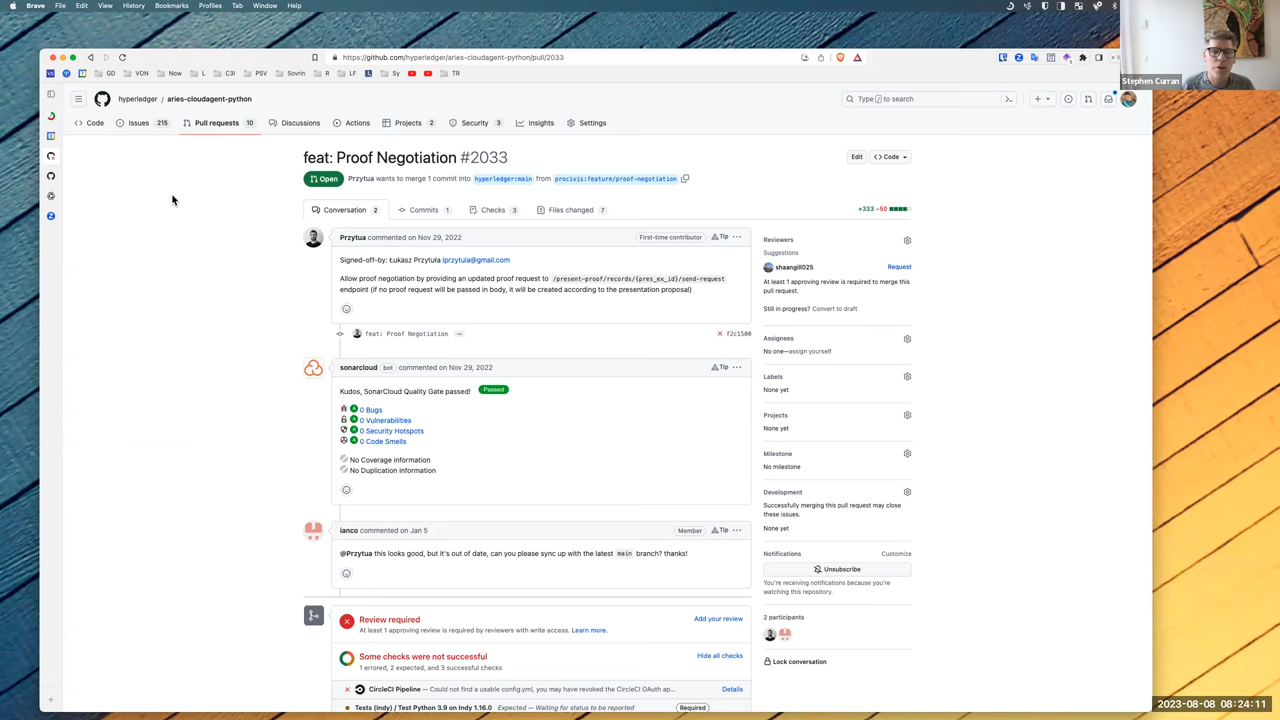 Brave File Edit View History Bookmarks Profiles Tab Window Help
https://github.com/hyperledger/aries-cloudagent-python/pull/2033
GD VON Now L C3I PSV Sovrin R LF Sy TR
hyperledger / aries-cloudagent-python
Type / to search
Code Issues 215 Pull requests 10 Discussions Actions Projects 2 Security 3 Insights Settings
Stephen Curran
feat: Proof Negotiation #2033
Edit Code
Open Przytua wants to merge 1 commit into hyperledger:main from procivis:feature/proof-negotiation
Conversation 2 Commits 1 Checks 3 Files changed 7
+333 −50
Przytua commented on Nov 29, 2022
First-time contributor Tip
Signed-off-by: Łukasz Przytuła lprzytula@gmail.com
Allow proof negotiation by providing an updated proof request to /present-proof/records/{pres_ex_id}/send-request
endpoint (if no proof request will be passed in body, it will be created according to the presentation proposal)
feat: Proof Negotiation
f2c1500
sonarcloud bot commented on Nov 29, 2022
Tip
Kudos, SonarCloud Quality Gate passed! Passed
A 0 Bugs
A 0 Vulnerabilities
A 0 Security Hotspots
A 0 Code Smells
No Coverage information
No Duplication information
ianco commented on Jan 5
Member Tip
@Przytua this looks good, but it's out of date, can you please sync up with the latest main branch? thanks!
Review required
At least 1 approving review is required by reviewers with write access. Learn more.
Add your review
Some checks were not successful
1 errored, 2 expected, and 3 successful checks
Hide all checks
CircleCI Pipeline — Could not find a usable config.yml, you may have revoked the CircleCI OAuth ap...
Details
Tests (Indy) / Test Python 3.9 on Indy 1.16.0 Expected — Waiting for status to be reported
Required
Reviewers
Suggestions
shaangill025 Request
At least 1 approving review is required to merge this
pull request.
Still in progress? Convert to draft
Assignees
No one—assign yourself
Labels
None yet
Projects
None yet
Milestone
No milestone
Development
Successfully merging this pull request may close
these issues.
None yet
Notifications Customize
Unsubscribe
You're receiving notifications because you're
watching this repository.
2 participants
Lock conversation
2023-08-08 08:24:11